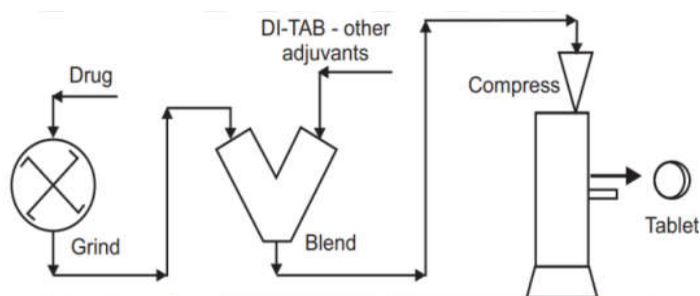 DI-TAB - other
adjuvants
Drug
Compress
Grind
Blend
Tablet